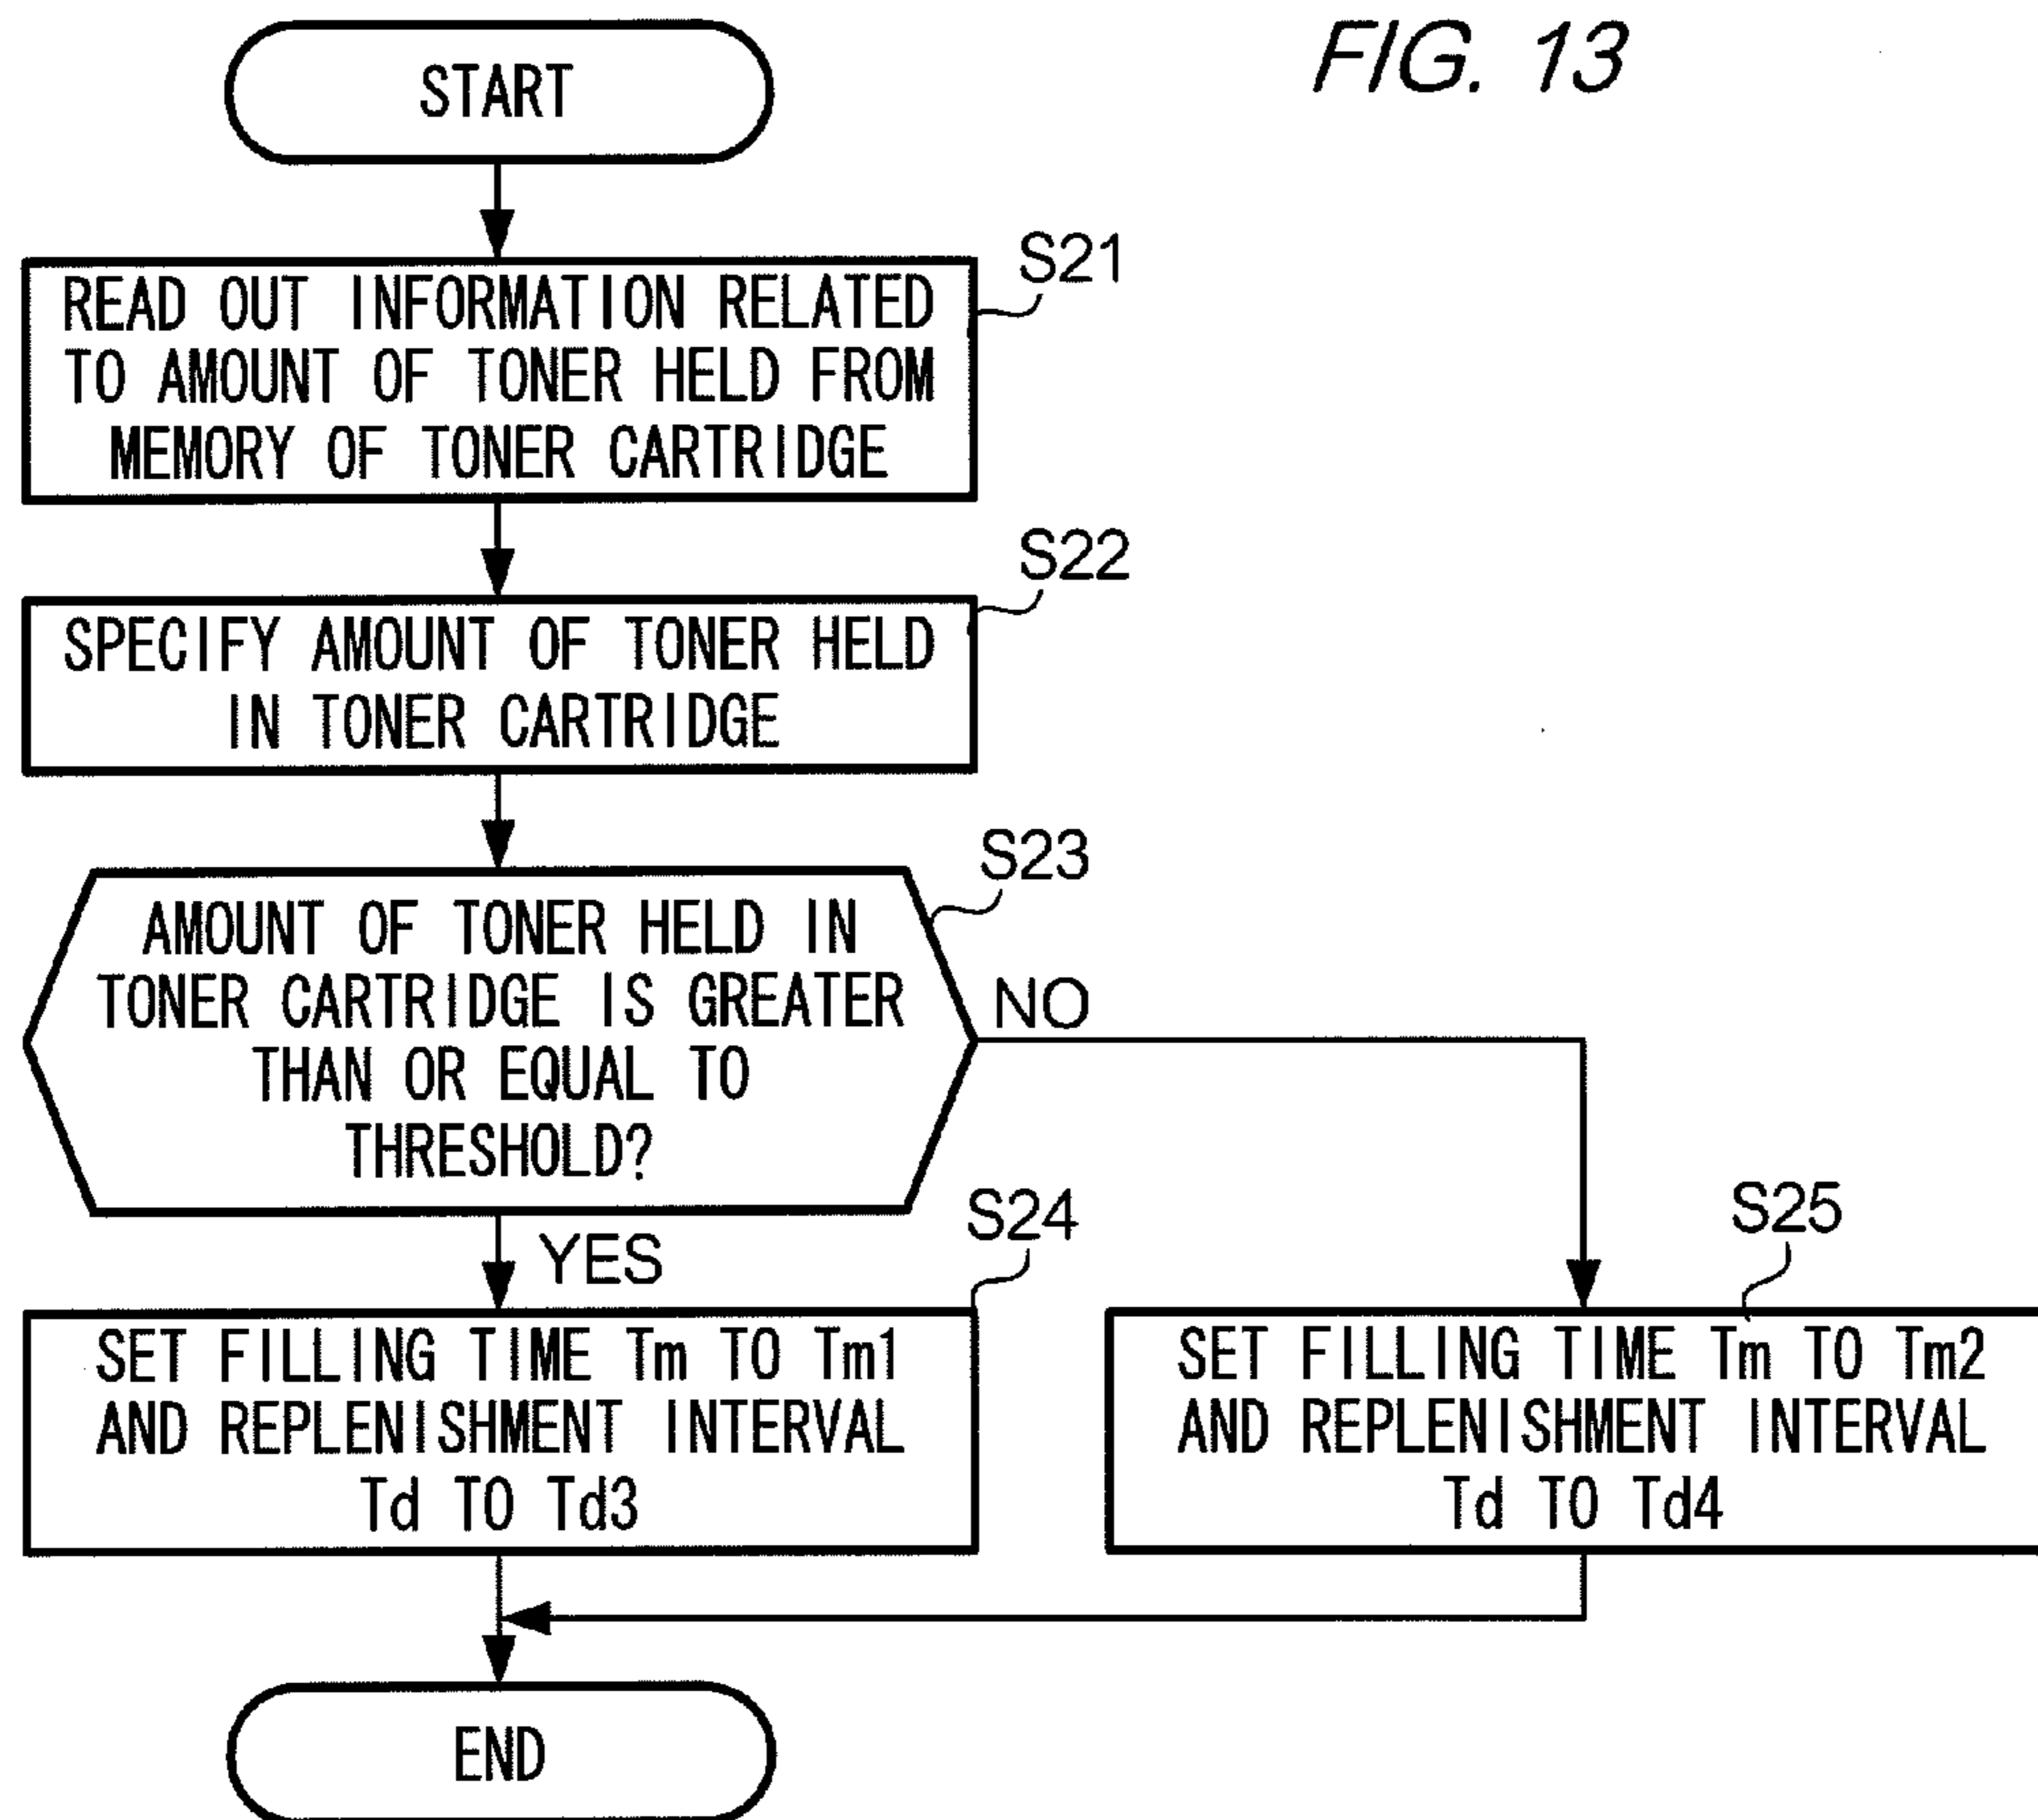 FIG. 13
START
S21
READ OUT INFORMATION RELATED
TO AMOUNT OF TONER HELD FROM
MEMORY OF TONER CARTRIDGE
S22
SPECIFY AMOUNT OF TONER HELD
IN TONER CARTRIDGE
S23
AMOUNT OF TONER HELD IN
TONER CARTRIDGE IS GREATER
THAN OR EQUAL TO
THRESHOLD?
NO
YES
S24
SET FILLING TIME Tm TO Tm1
AND REPLENISHMENT INTERVAL
Td TO Td3
S25
SET FILLING TIME Tm TO Tm2
AND REPLENISHMENT INTERVAL
Td TO Td4
END